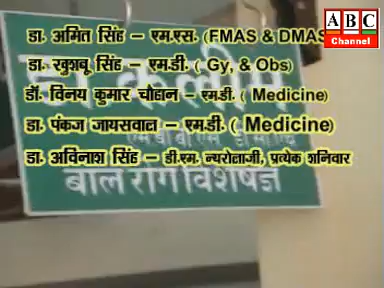 ABC
Channel
डा. अमित सिंह – एम.एस. (FMAS & DMAS
डा. खुशबू सिंह – एम.डी. ( Gy, & Obs)
डॉ. विनय कुमार चौहान – एम.डी. ( Medicine)
डा. पंकज जायसवाल – एम.डी. ( Medicine)
डा. अविनाश सिंह – डी.एम. न्यरोलाजी, प्रत्येक शनिवार
बाल रोग विशेषज्ञ